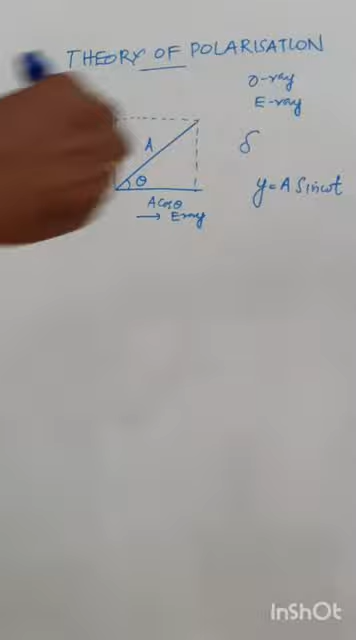 THEORY OF POLARISATION
O-ray
E-ray
A
δ
θ
y = A Sinωt
A cosθ
→ E ray
InShOt